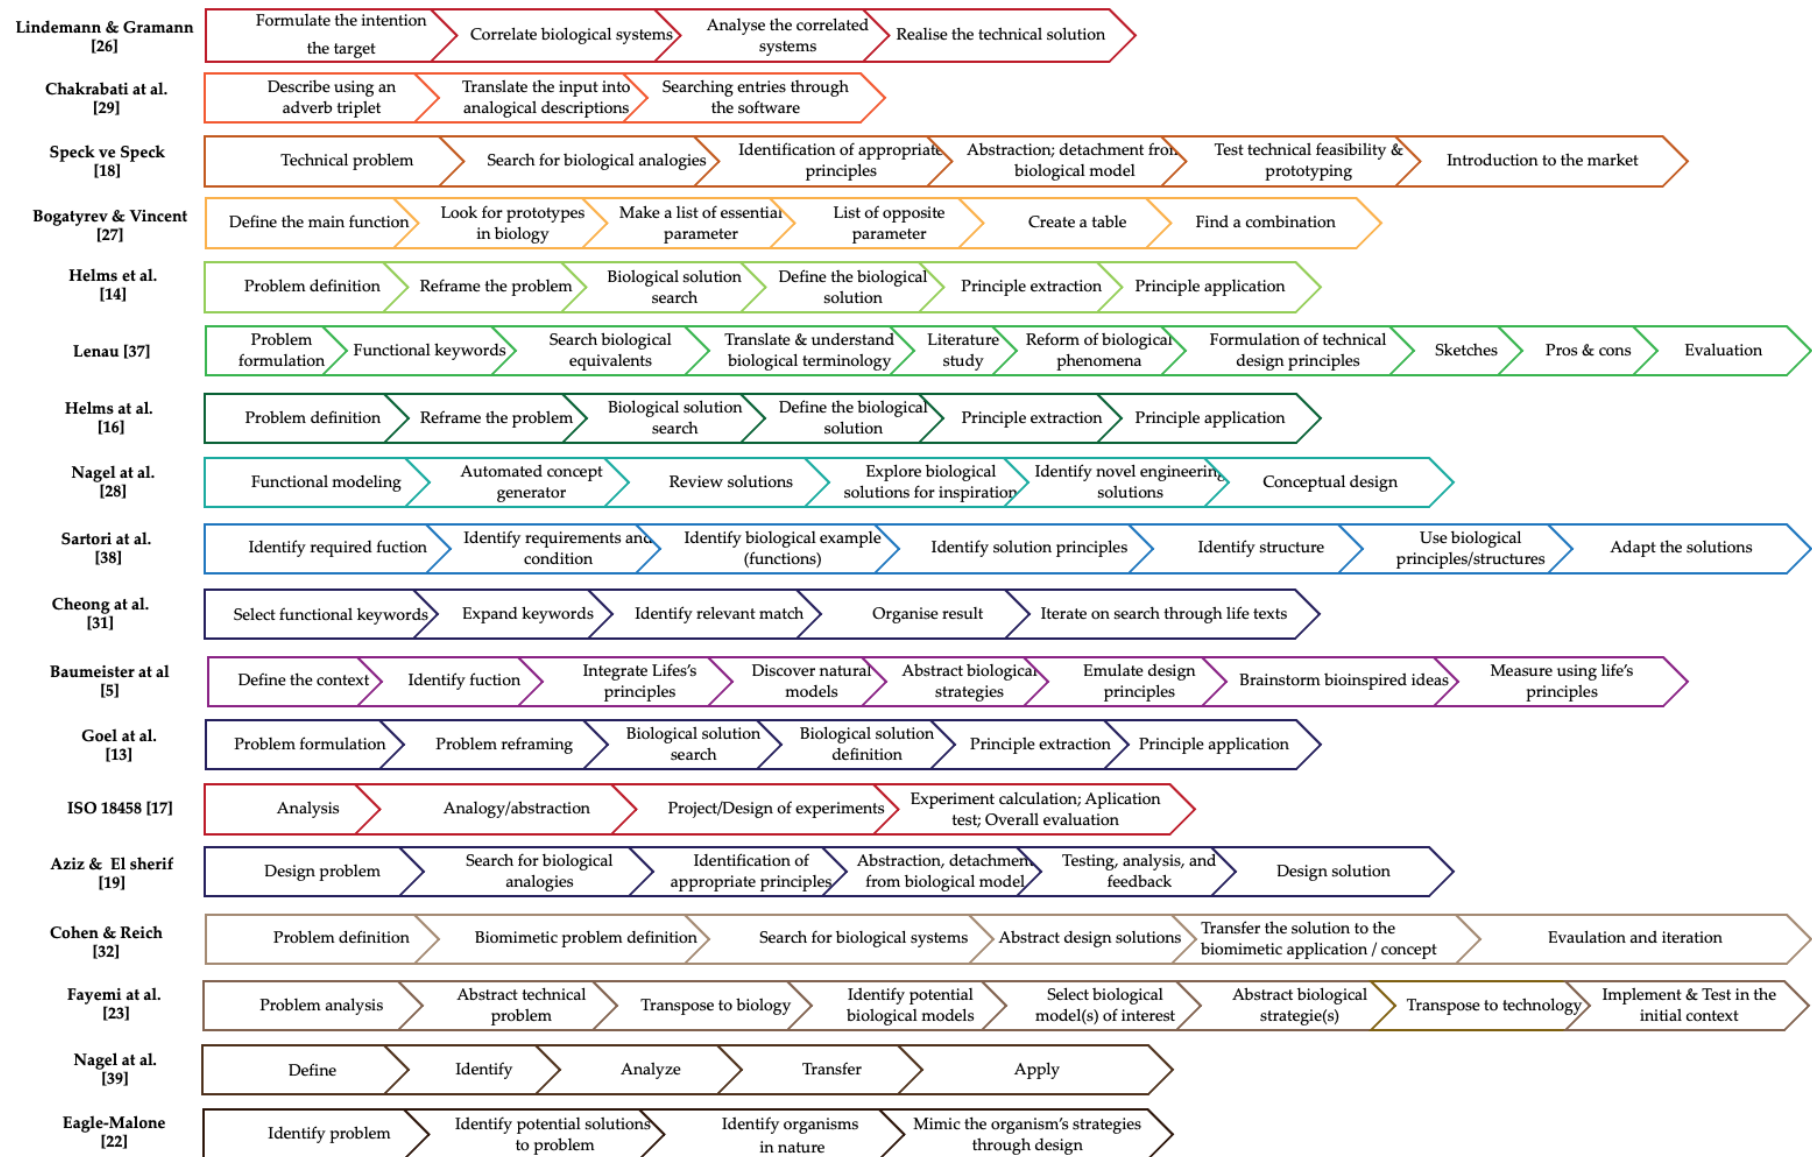 Lindemann & Gramann
[26]
Formulate the intention
the target
Correlate biological systems
Analyse the correlated
systems
Realise the technical solution
Chakrabati at al.
[29]
Describe using an
adverb triplet
Translate the input into
analogical descriptions
Searching entries through
the software
Speck ve Speck
[18]
Technical problem
Search for biological analogies
Identification of appropriate
principles
Abstraction; detachment from
biological model
Test technical feasibility &
prototyping
Introduction to the market
Bogatyrev & Vincent
[27]
Define the main function
Look for prototypes
in biology
Make a list of essential
parameter
List of opposite
parameter
Create a table
Find a combination
Helms et al.
[14]
Problem definition
Reframe the problem
Biological solution
search
Define the biological
solution
Principle extraction
Principle application
Lenau [37]
Problem
formulation
Functional keywords
Search biological
equivalents
Translate & understand
biological terminology
Literature
study
Reform of biological
phenomena
Formulation of technical
design principles
Sketches
Pros & cons
Evaluation
Helms at al.
[16]
Problem definition
Reframe the problem
Biological solution
search
Define the biological
solution
Principle extraction
Principle application
Nagel at al.
[28]
Functional modeling
Automated concept
generator
Review solutions
Explore biological
solutions for inspiration
Identify novel engineering
solutions
Conceptual design
Sartori at al.
[38]
Identify required fuction
Identify requirements and
condition
Identify biological example
(functions)
Identify solution principles
Identify structure
Use biological
principles/structures
Adapt the solutions
Cheong at al.
[31]
Select functional keywords
Expand keywords
Identify relevant match
Organise result
Iterate on search through life texts
Baumeister at al
[5]
Define the context
Identify fuction
Integrate Lifes's
principles
Discover natural
models
Abstract biological
strategies
Emulate design
principles
Brainstorm bioinspired ideas
Measure using life's
principles
Goel at al.
[13]
Problem formulation
Problem reframing
Biological solution
search
Biological solution
definition
Principle extraction
Principle application
ISO 18458 [17]
Analysis
Analogy/abstraction
Project/Design of experiments
Experiment calculation; Aplication
test; Overall evaluation
Aziz & El sherif
[19]
Design problem
Search for biological
analogies
Identification of
appropriate principles
Abstraction, detachment
from biological model
Testing, analysis, and
feedback
Design solution
Cohen & Reich
[32]
Problem definition
Biomimetic problem definition
Search for biological systems
Abstract design solutions
Transfer the solution to the
biomimetic application / concept
Evaulation and iteration
Fayemi at al.
[23]
Problem analysis
Abstract technical
problem
Transpose to biology
Identify potential
biological models
Select biological
model(s) of interest
Abstract biological
strategie(s)
Transpose to technology
Implement & Test in the
initial context
Nagel at al.
[39]
Define
Identify
Analyze
Transfer
Apply
Eagle-Malone
[22]
Identify problem
Identify potential solutions
to problem
Identify organisms
in nature
Mimic the organism's strategies
through design